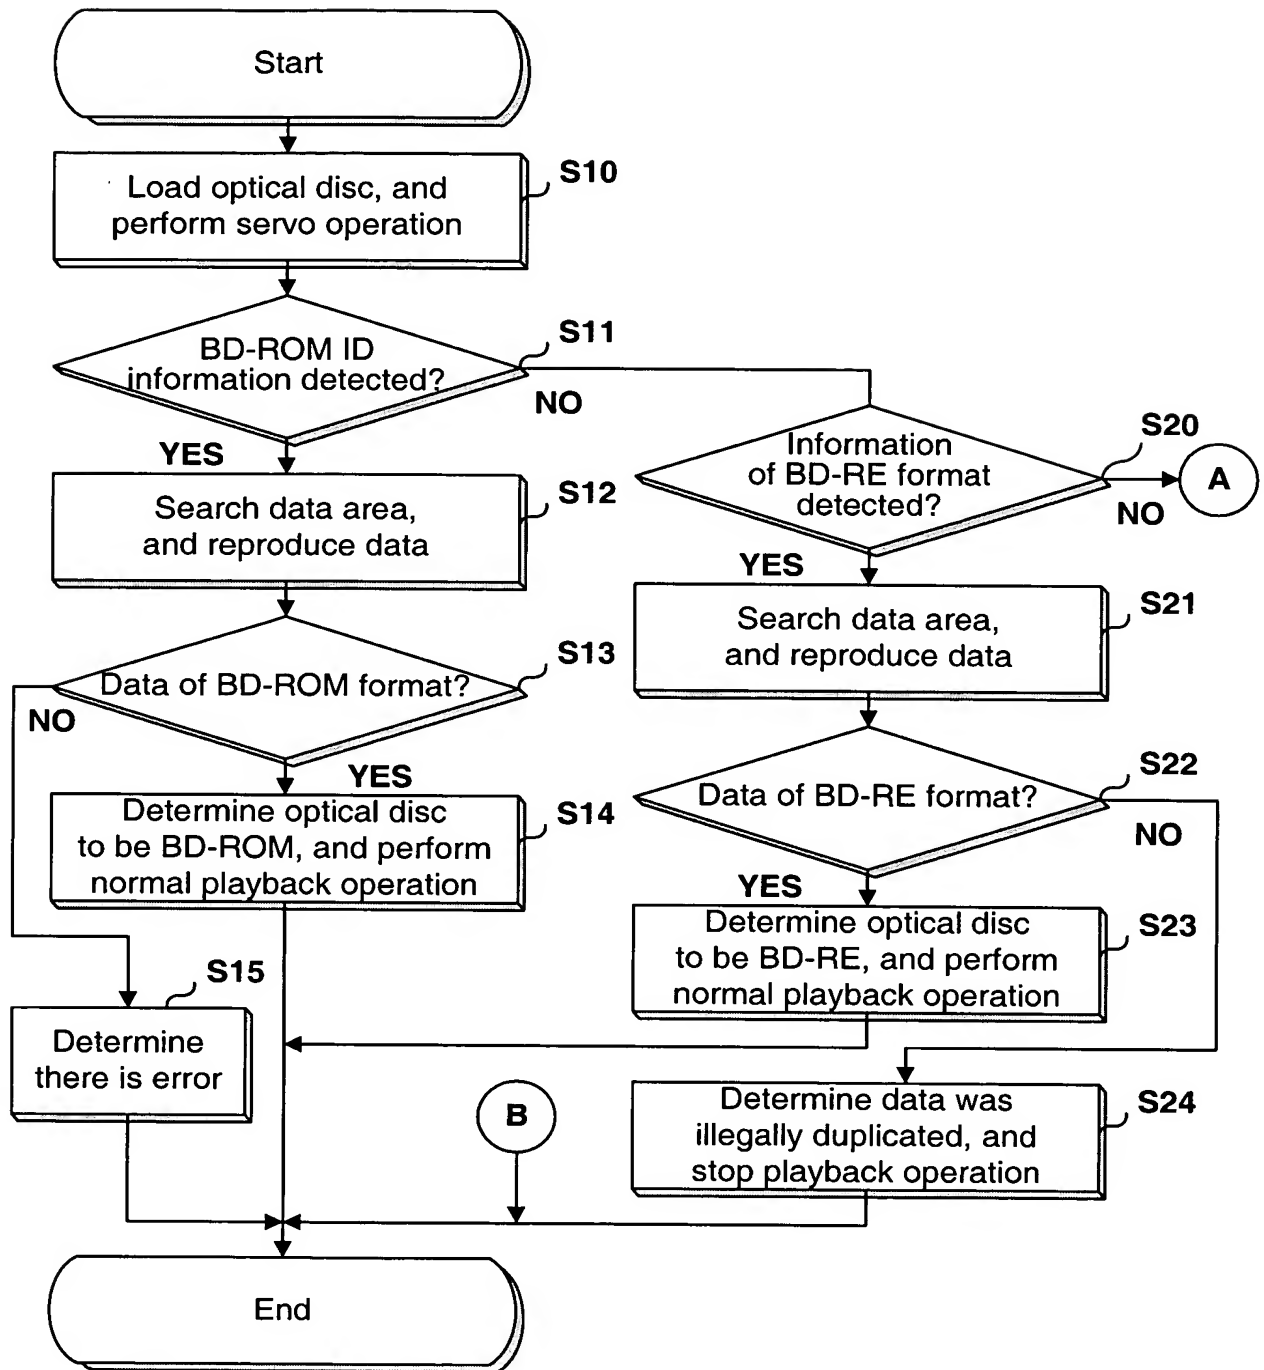 Start
S10
Load optical disc, and
perform servo operation
S11
BD-ROM ID
information detected?
NO
YES
S12
Search data area,
and reproduce data
S13
Data of BD-ROM format?
NO
YES
S14
Determine optical disc
to be BD-ROM, and perform
normal playback operation
S15
Determine
there is error
S20
Information
of BD-RE format
detected?
A
NO
YES
S21
Search data area,
and reproduce data
S22
Data of BD-RE format?
NO
YES
S23
Determine optical disc
to be BD-RE, and perform
normal playback operation
S24
Determine data was
illegally duplicated, and
stop playback operation
B
End